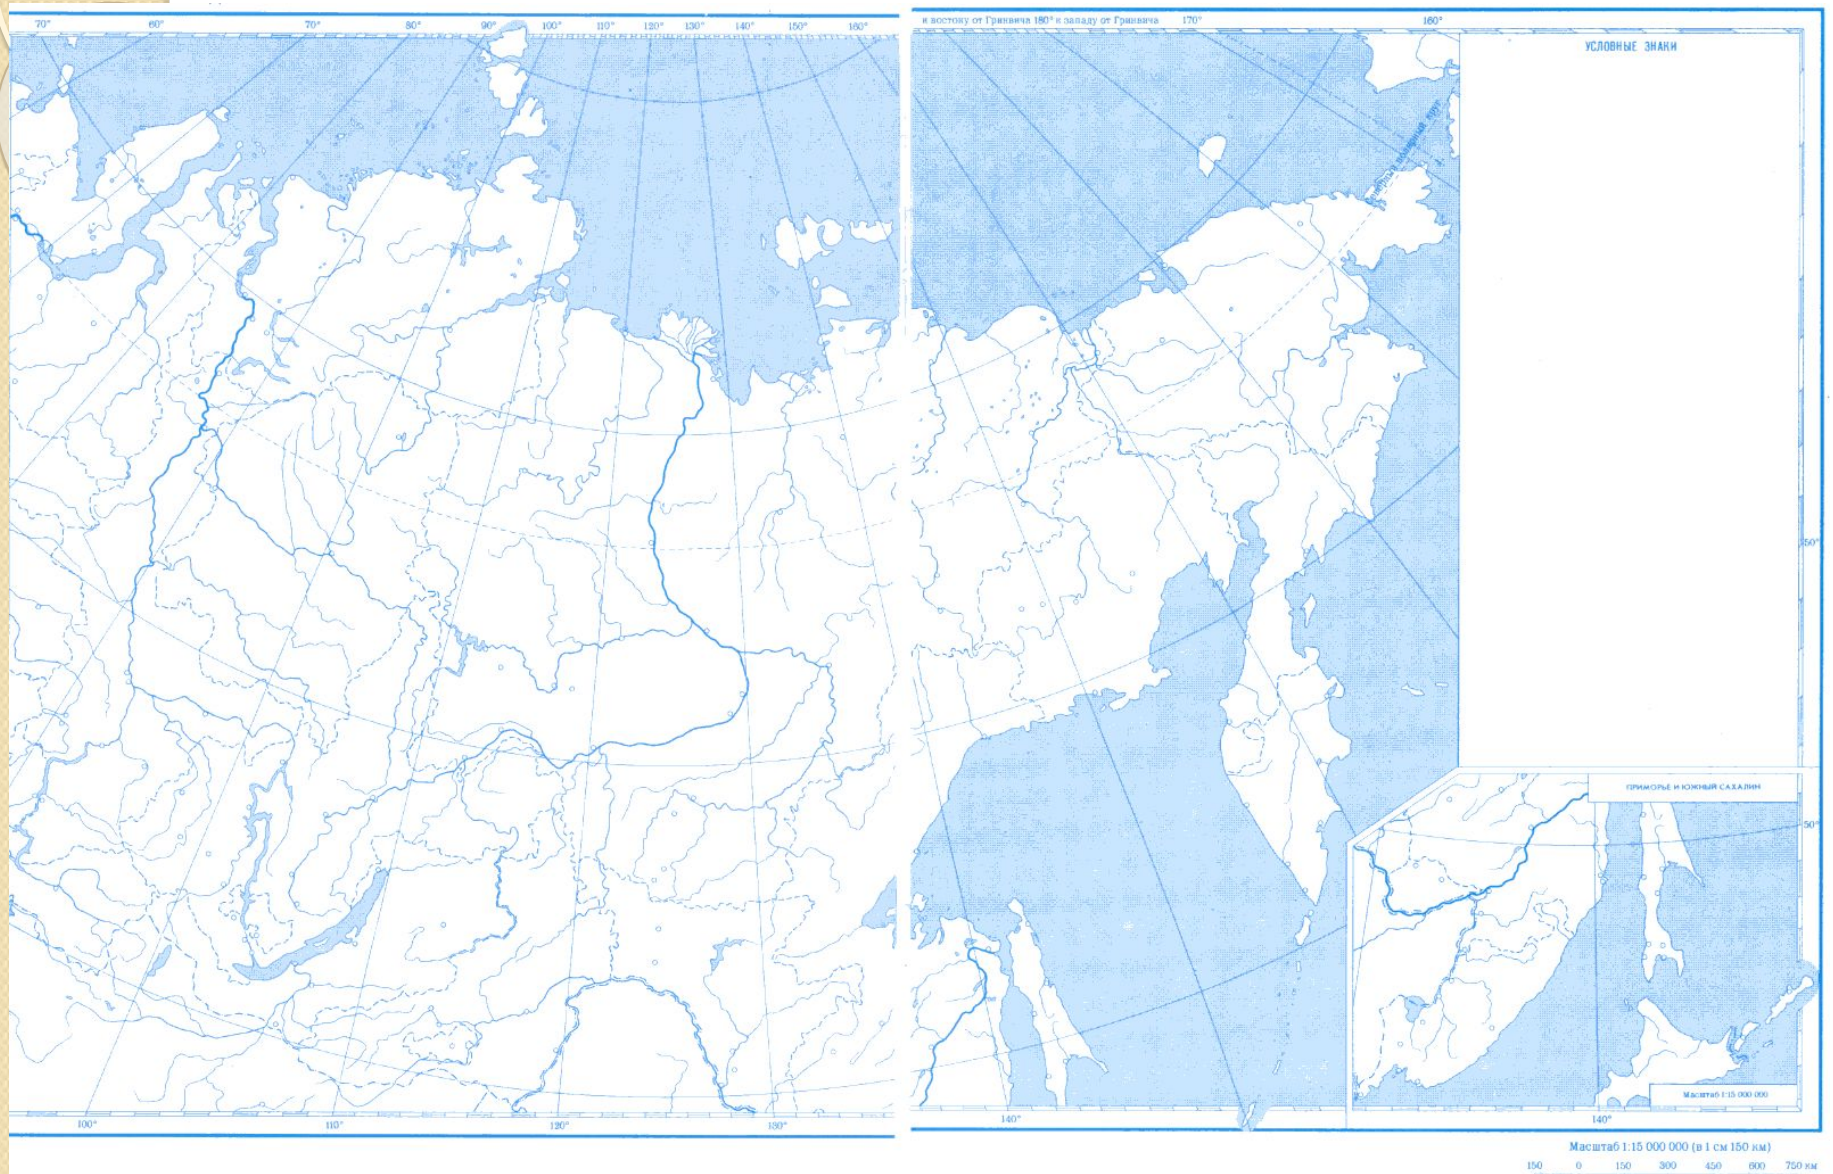 70° 60° 70° 80° 90° 100° 110° 120° 130° 140° 150° 160°
к востоку от Гринвича 180° к западу от Гринвича 170° 160°
УСЛОВНЫЕ ЗНАКИ
50°
ПРИМОРЬЕ И ЮЖНЫЙ САХАЛИН
50°
Масштаб 1:15 000 000
100° 110° 120° 130° 140° 140°
Масштаб 1:15 000 000 (в 1 см 150 км)
150 0 150 300 450 600 750 км